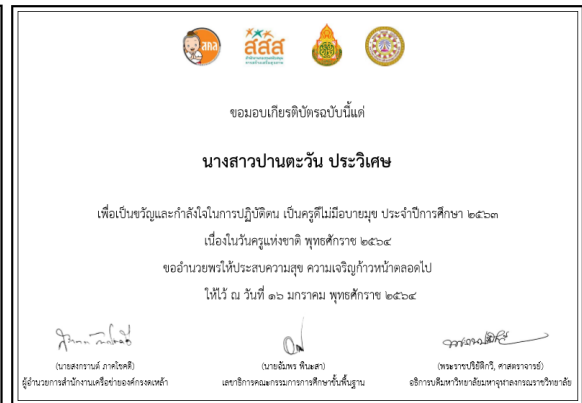 สคล
สสส
ขอมอบเกียรติบัตรฉบับนี้แด่
นางสาวปานตะวัน ประวิเศษ
เพื่อเป็นขวัญและกำลังใจในการปฏิบัติตน เป็นครูดีไม่มีอบายมุข ประจำปีการศึกษา ๒๕๖๓
เนื่องในวันครูแห่งชาติ พุทธศักราช ๒๕๖๔
ขออำนวยพรให้ประสบความสุข ความเจริญก้าวหน้าตลอดไป
ให้ไว้ ณ วันที่ ๑๖ มกราคม พุทธศักราช ๒๕๖๔
(นายสงกรานต์ ภาคโชคดี) (นายอัมพร พินะสา) (พระราชปริยัติกวี, ศาสตราจารย์)
ผู้อำนวยการสำนักงานเครือข่ายองค์กรงดเหล้า เลขาธิการคณะกรรมการการศึกษาขั้นพื้นฐาน อธิการบดีมหาวิทยาลัยมหาจุฬาลงกรณราชวิทยาลัย